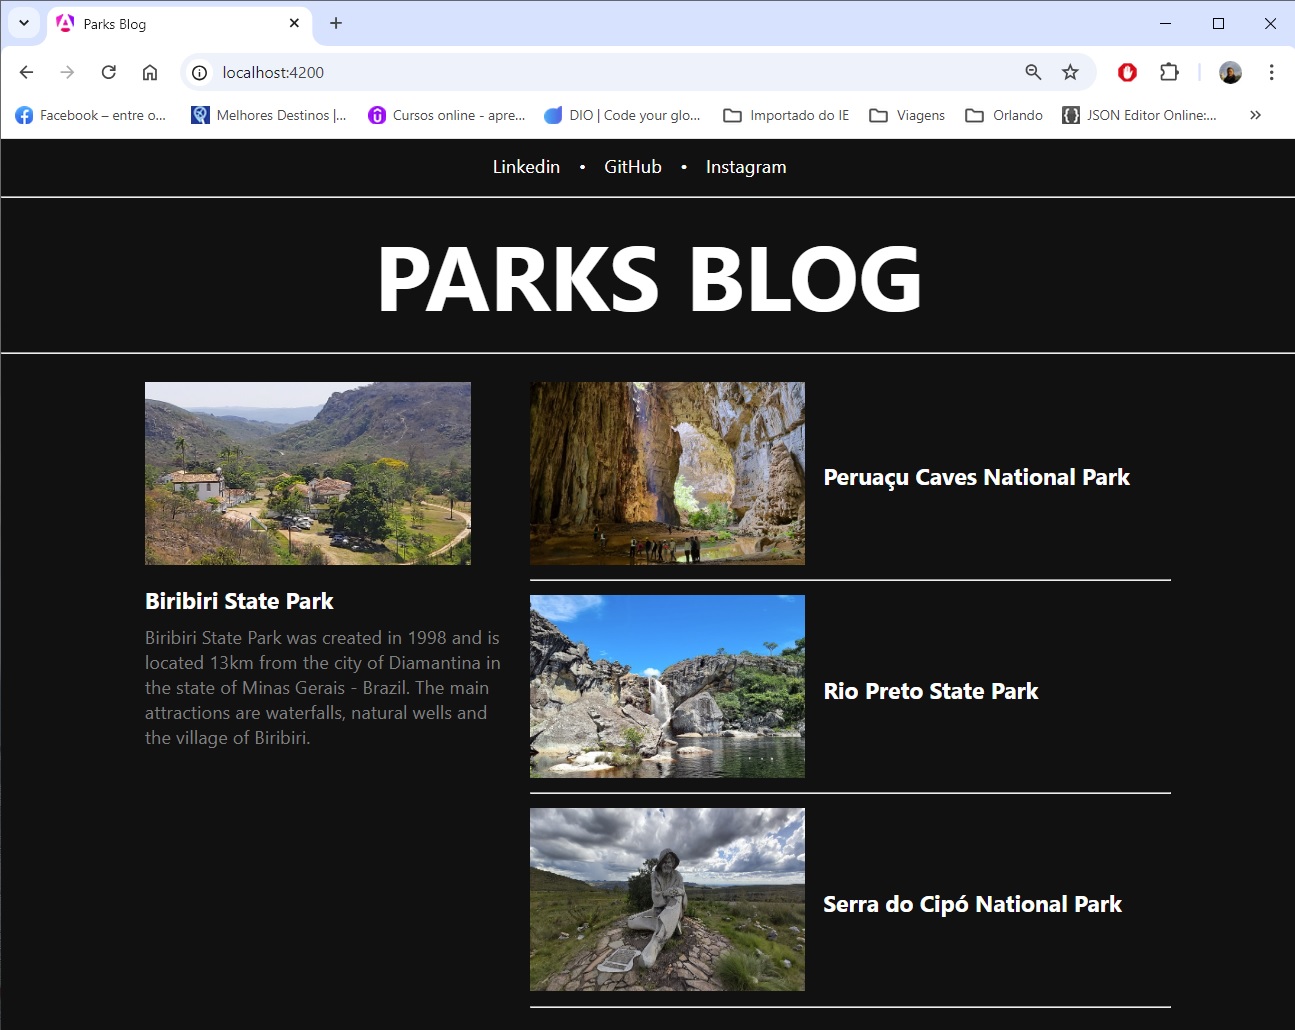 Parks Blog
localhost:4200
Facebook – entre o...
Melhores Destinos |...
Cursos online - apre...
DIO | Code your glo...
Importado do IE
Viagens
Orlando
JSON Editor Online:...
Linkedin • GitHub • Instagram
PARKS BLOG
Biribiri State Park
Biribiri State Park was created in 1998 and is
located 13km from the city of Diamantina in
the state of Minas Gerais - Brazil. The main
attractions are waterfalls, natural wells and
the village of Biribiri.
Peruaçu Caves National Park
Rio Preto State Park
Serra do Cipó National Park